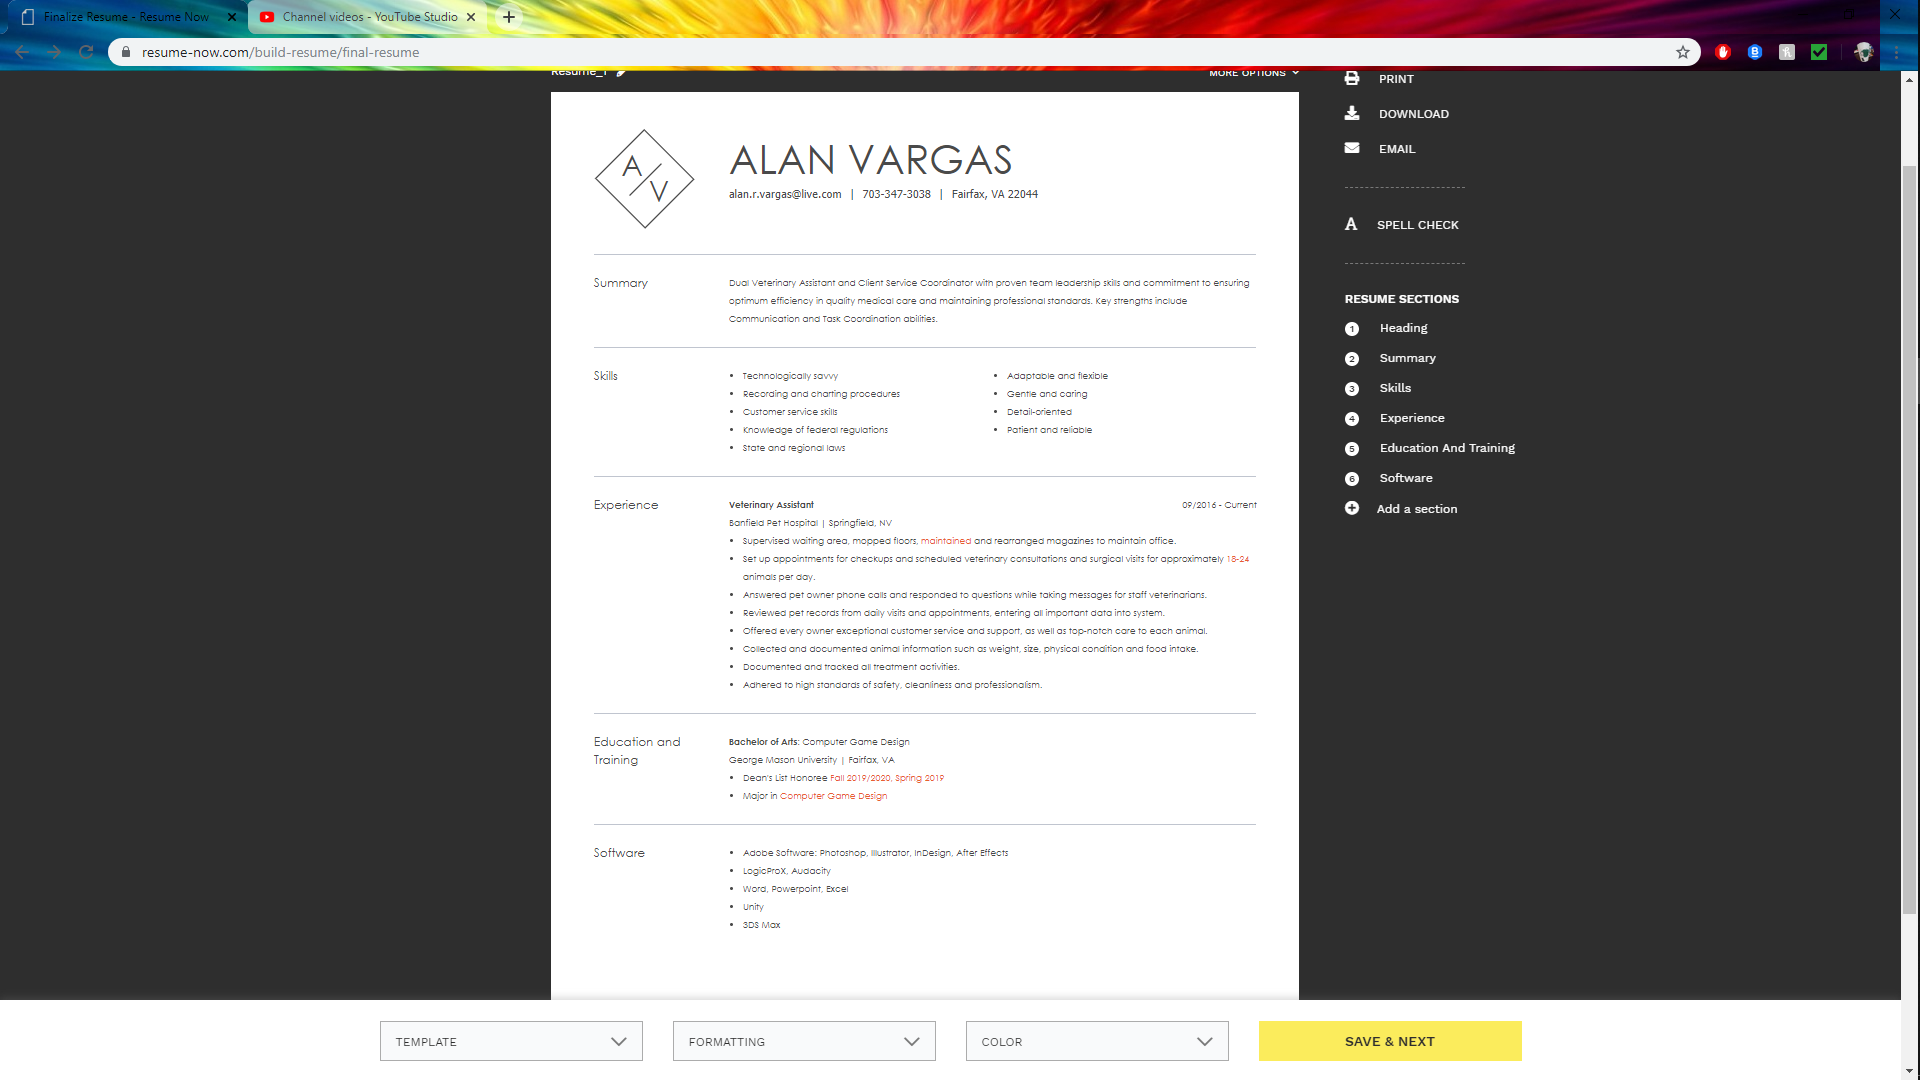 Finalize Resume - Resume Now
Channel videos - YouTube Studio
resume-now.com/build-resume/final-resume
Resume_1
MORE OPTIONS
PRINT
DOWNLOAD
EMAIL
SPELL CHECK
RESUME SECTIONS
1 Heading
2 Summary
3 Skills
4 Experience
5 Education And Training
6 Software
Add a section
A V
ALAN VARGAS
alan.r.vargas@live.com | 703-347-3038 | Fairfax, VA 22044
Summary
Dual Veterinary Assistant and Client Service Coordinator with proven team leadership skills and commitment to ensuring
optimum efficiency in quality medical care and maintaining professional standards. Key strengths include
Communication and Task Coordination abilities.
Skills
• Technologically savvy
• Recording and charting procedures
• Customer service skills
• Knowledge of federal regulations
• State and regional laws
• Adaptable and flexible
• Gentle and caring
• Detail-oriented
• Patient and reliable
Experience
Veterinary Assistant 09/2016 - Current
Banfield Pet Hospital | Springfield, NV
• Supervised waiting area, mopped floors, maintained and rearranged magazines to maintain office.
• Set up appointments for checkups and scheduled veterinary consultations and surgical visits for approximately 18-24
animals per day.
• Answered pet owner phone calls and responded to questions while taking messages for staff veterinarians.
• Reviewed pet records from daily visits and appointments, entering all important data into system.
• Offered every owner exceptional customer service and support, as well as top-notch care to each animal.
• Collected and documented animal information such as weight, size, physical condition and food intake.
• Documented and tracked all treatment activities.
• Adhered to high standards of safety, cleanliness and professionalism.
Education and
Training
Bachelor of Arts: Computer Game Design
George Mason University | Fairfax, VA
• Dean's List Honoree Fall 2019/2020, Spring 2019
• Major in Computer Game Design
Software
• Adobe Software: Photoshop, Illustrator, InDesign, After Effects
• LogicProX, Audacity
• Word, Powerpoint, Excel
• Unity
• 3DS Max
TEMPLATE
FORMATTING
COLOR
SAVE & NEXT